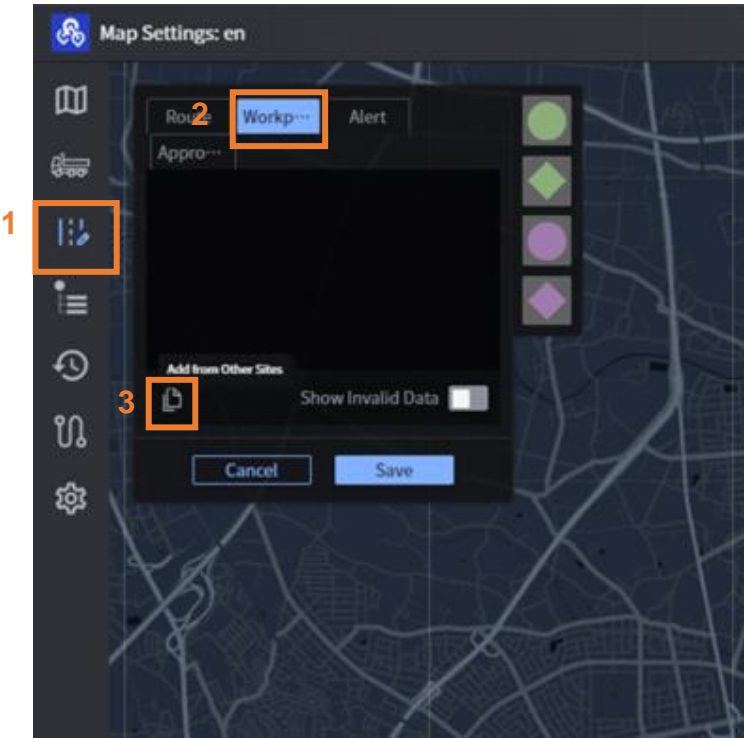 Map Settings: en
2
Route
Workp…
Alert
Appro…
1
Add from Other Sites
3
Show Invalid Data
Cancel
Save